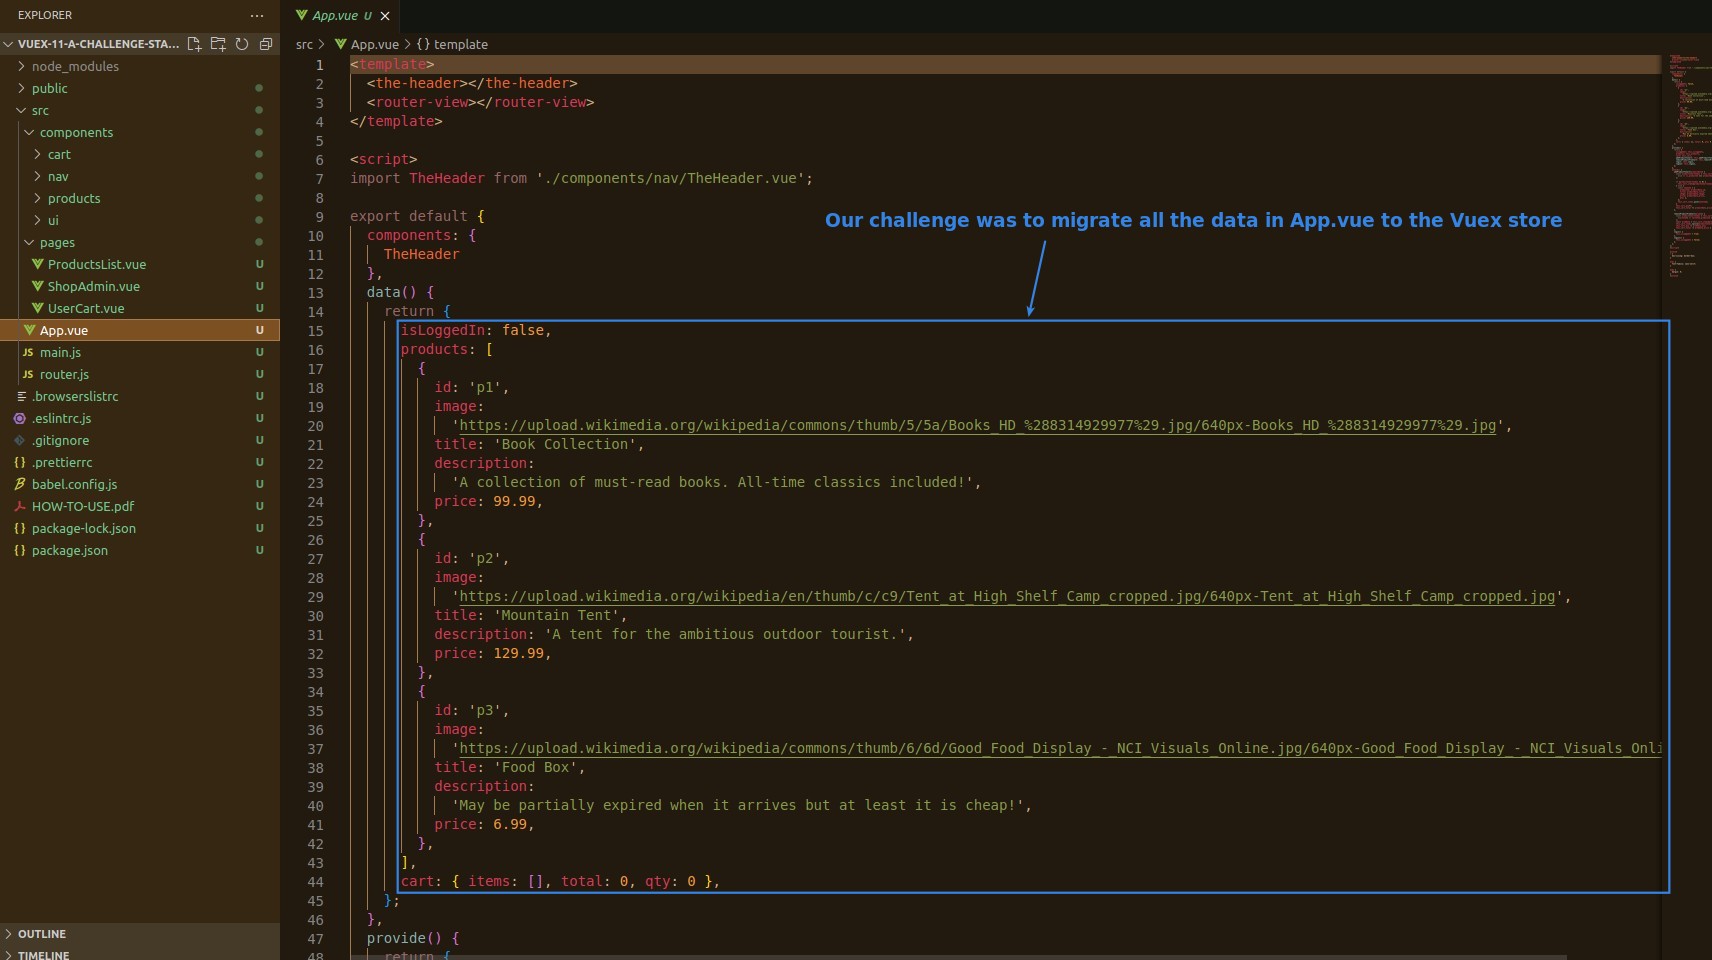 EXPLORER
VUEX-11-A-CHALLENGE-STA...
node_modules
public
src
components
cart
nav
products
ui
pages
ProductsList.vue U
ShopAdmin.vue U
UserCart.vue U
App.vue U
JS main.js U
JS router.js U
.browserslistrc U
.eslintrc.js U
.gitignore U
{} .prettierrc U
babel.config.js U
HOW-TO-USE.pdf U
{} package-lock.json U
{} package.json U
OUTLINE
TIMELINE
App.vue U
src > App.vue > {} template
1 <template>
2 <the-header></the-header>
3 <router-view></router-view>
4 </template>
5
6 <script>
7 import TheHeader from './components/nav/TheHeader.vue';
8
9 export default {
Our challenge was to migrate all the data in App.vue to the Vuex store
10 components: {
11 TheHeader
12 },
13 data() {
14 return {
15 isLoggedIn: false,
16 products: [
17 {
18 id: 'p1',
19 image:
20 'https://upload.wikimedia.org/wikipedia/commons/thumb/5/5a/Books_HD_%288314929977%29.jpg/640px-Books_HD_%288314929977%29.jpg',
21 title: 'Book Collection',
22 description:
23 'A collection of must-read books. All-time classics included!',
24 price: 99.99,
25 },
26 {
27 id: 'p2',
28 image:
29 'https://upload.wikimedia.org/wikipedia/en/thumb/c/c9/Tent_at_High_Shelf_Camp_cropped.jpg/640px-Tent_at_High_Shelf_Camp_cropped.jpg',
30 title: 'Mountain Tent',
31 description: 'A tent for the ambitious outdoor tourist.',
32 price: 129.99,
33 },
34 {
35 id: 'p3',
36 image:
37 'https://upload.wikimedia.org/wikipedia/commons/thumb/6/6d/Good_Food_Display_-_NCI_Visuals_Online.jpg/640px-Good_Food_Display_-_NCI_Visuals_Onli
38 title: 'Food Box',
39 description:
40 'May be partially expired when it arrives but at least it is cheap!',
41 price: 6.99,
42 },
43 ],
44 cart: { items: [], total: 0, qty: 0 },
45 };
46 },
47 provide() {
48 return {